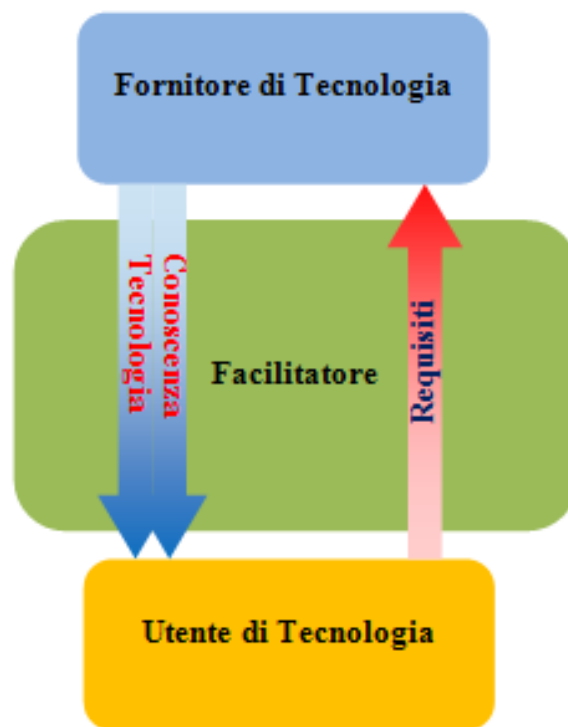 Fornitore di Tecnologia
Tecnologia
Conoscenza
Facilitatore
Requisiti
Utente di Tecnologia